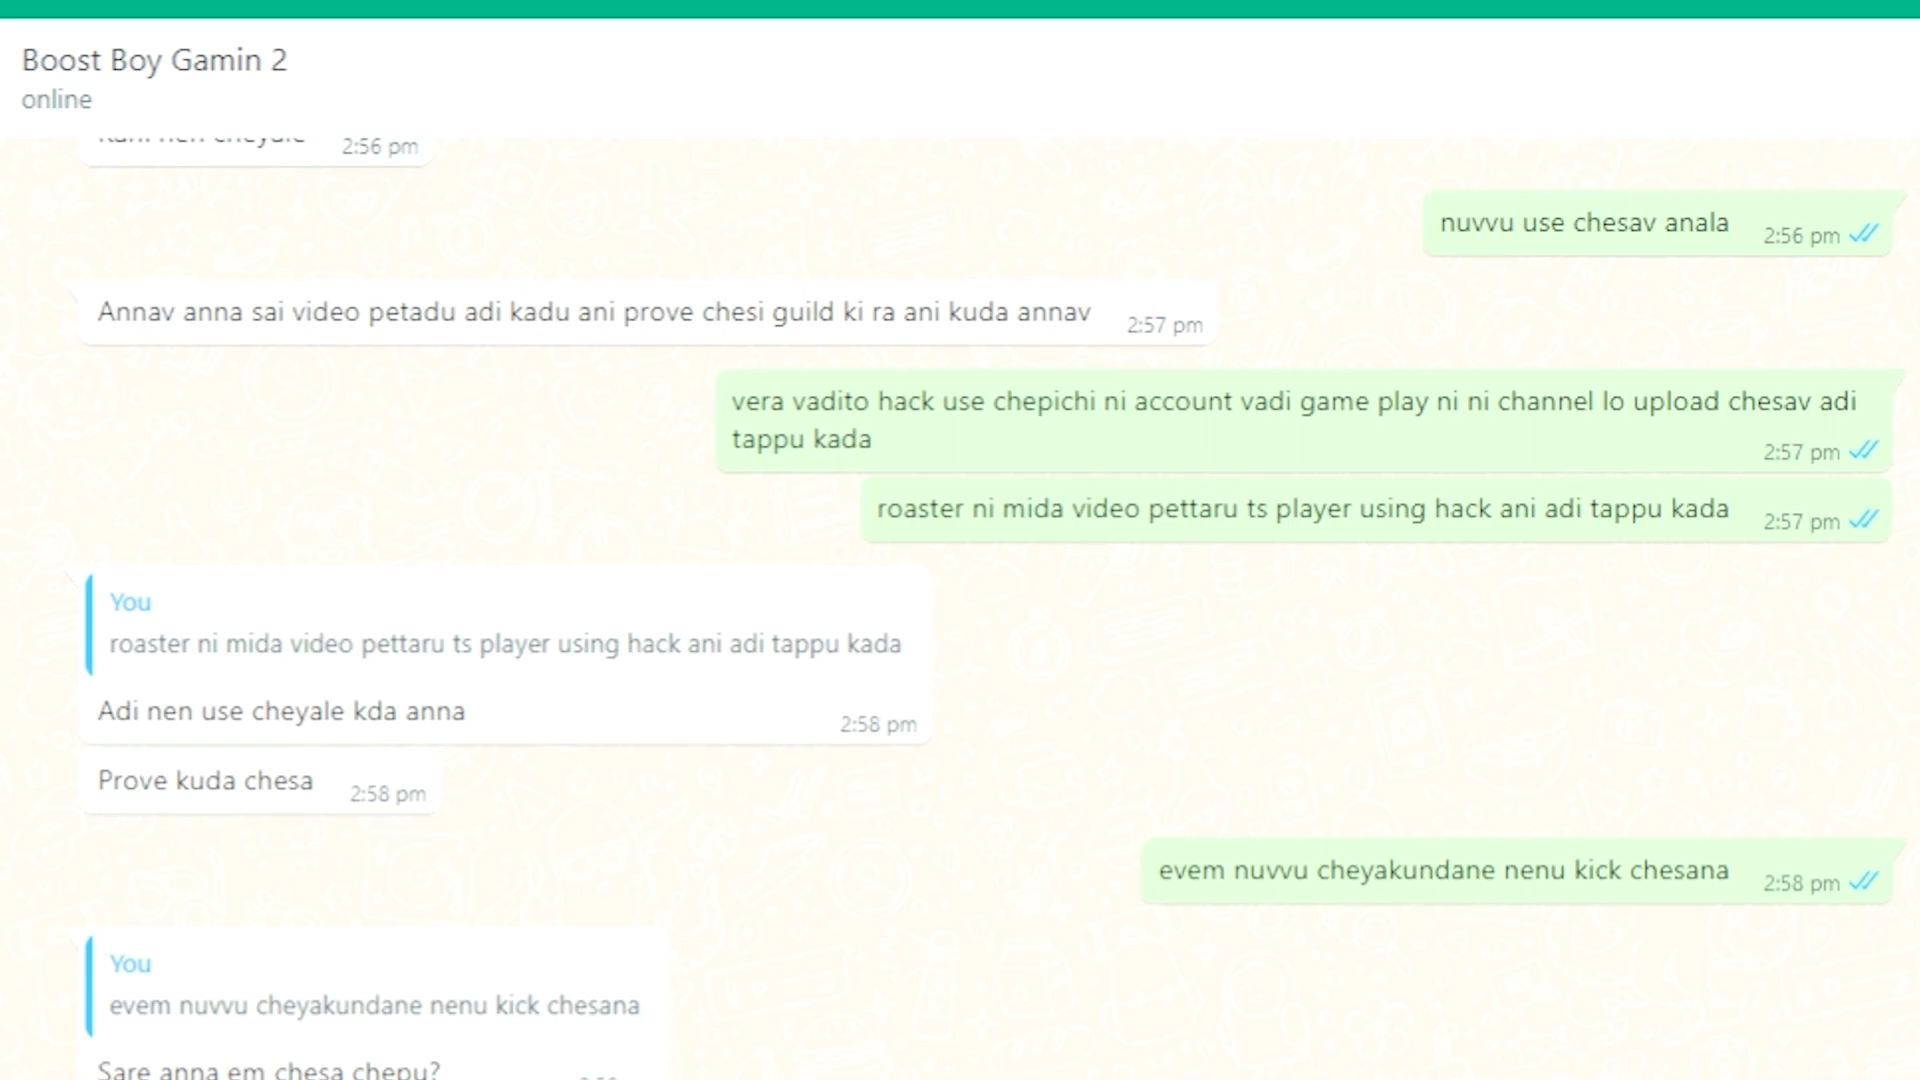 Boost Boy Gamin 2
online
2:56 pm
nuvvu use chesav anala 2:56 pm
Annav anna sai video petadu adi kadu ani prove chesi guild ki ra ani kuda annav 2:57 pm
vera vadito hack use chepichi ni account vadi game play ni ni channel lo upload chesav adi
tappu kada 2:57 pm
roaster ni mida video pettaru ts player using hack ani adi tappu kada 2:57 pm
You
roaster ni mida video pettaru ts player using hack ani adi tappu kada
Adi nen use cheyale kda anna 2:58 pm
Prove kuda chesa 2:58 pm
evem nuvvu cheyakundane nenu kick chesana 2:58 pm
You
evem nuvvu cheyakundane nenu kick chesana
Sare anna em chesa chepu?